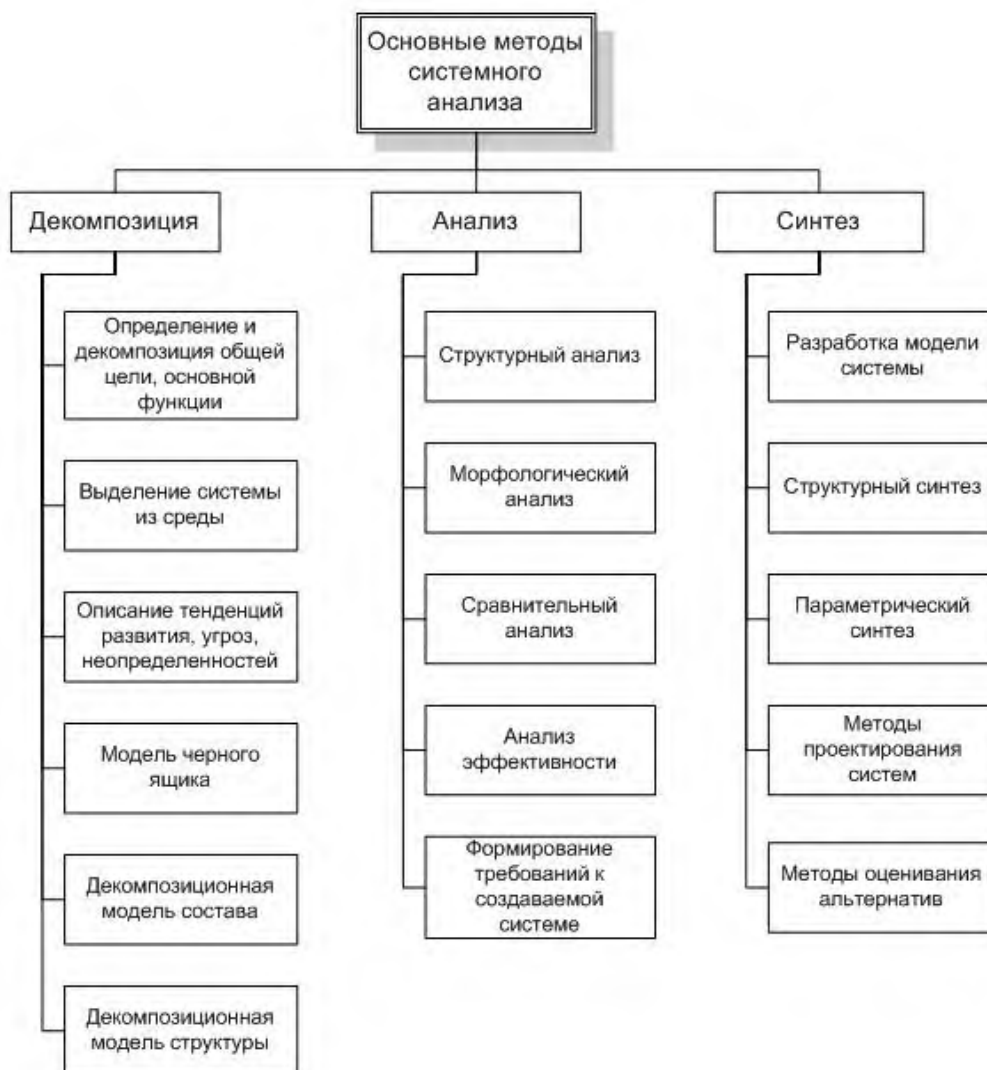 Основные методы
системного
анализа
Декомпозиция
Анализ
Синтез
Определение и
декомпозиция общей
цели, основной
функции
Выделение системы
из среды
Описание тенденций
развития, угроз,
неопределенностей
Модель черного
ящика
Декомпозиционная
модель состава
Декомпозиционная
модель структуры
Структурный анализ
Морфологический
анализ
Сравнительный
анализ
Анализ
эффективности
Формирование
требований к
создаваемой
системе
Разработка модели
системы
Структурный синтез
Параметрический
синтез
Методы
проектирования
систем
Методы оценивания
альтернатив